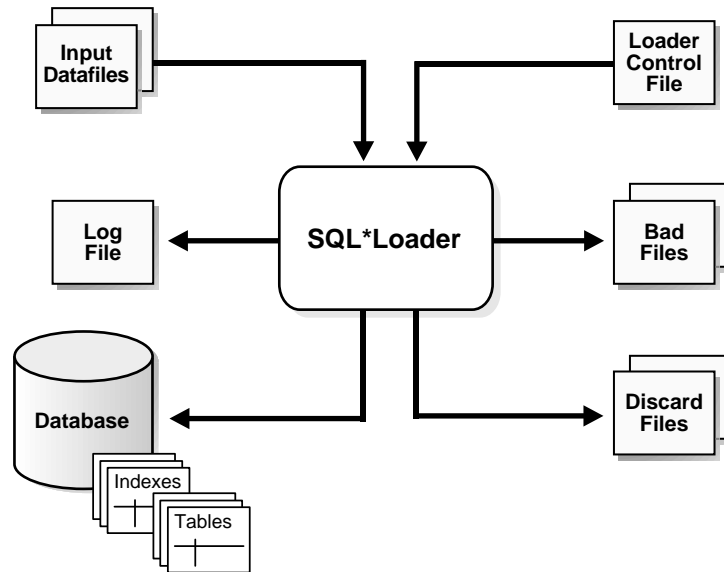 Input
Datafiles
Loader
Control
File
Log
File
SQL*Loader
Bad
Files
Database
Discard
Files
Indexes
Tables